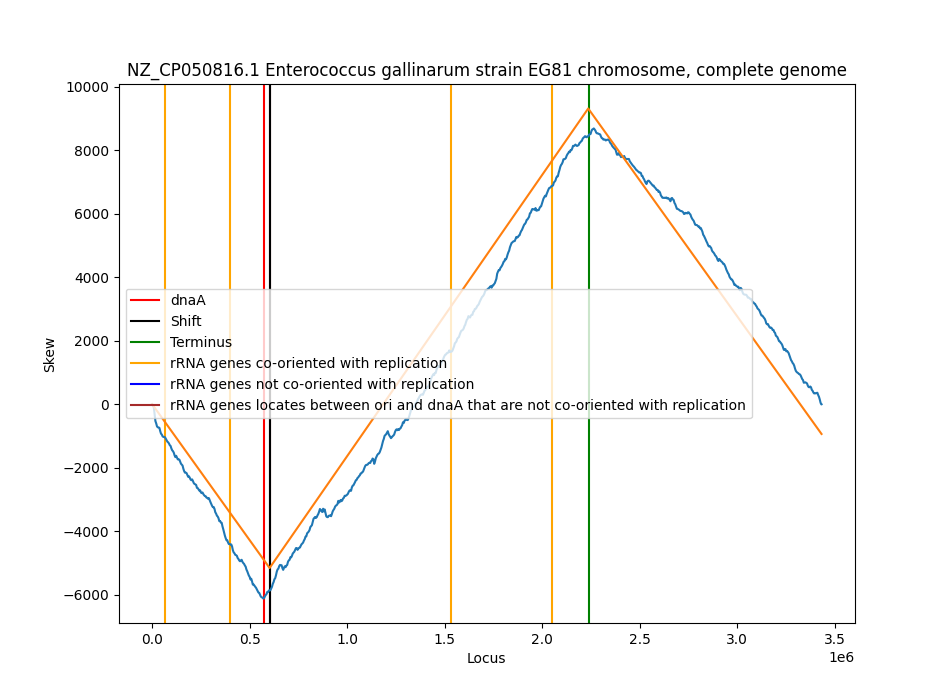 NZ_CP050816.1 Enterococcus gallinarum strain EG81 chromosome, complete genome
10000
8000
6000
4000
2000
0
−2000
−4000
−6000
Skew
dnaA
Shift
Terminus
rRNA genes co-oriented with replication
rRNA genes not co-oriented with replication
rRNA genes locates between ori and dnaA that are not co-oriented with replication
0.0 0.5 1.0 1.5 2.0 2.5 3.0 3.5
1e6
Locus